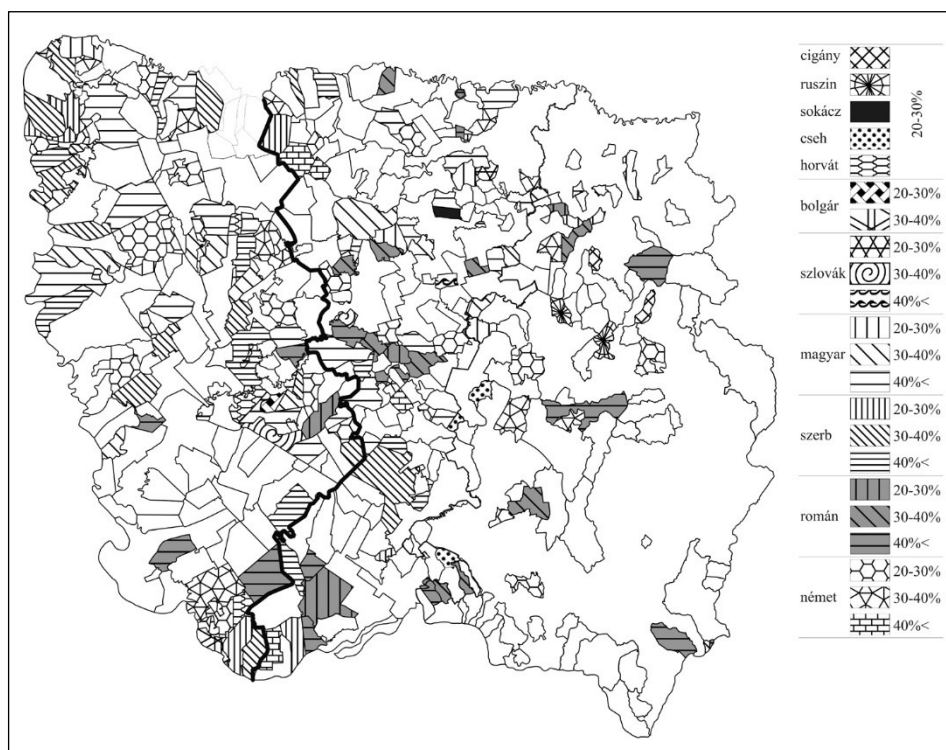 cigány
ruszin
sokácz
cseh
horvát
20-30%
bolgár
20-30%
30-40%
szlovák
20-30%
30-40%
40%<
magyar
20-30%
30-40%
40%<
szerb
20-30%
30-40%
40%<
román
20-30%
30-40%
40%<
német
20-30%
30-40%
40%<